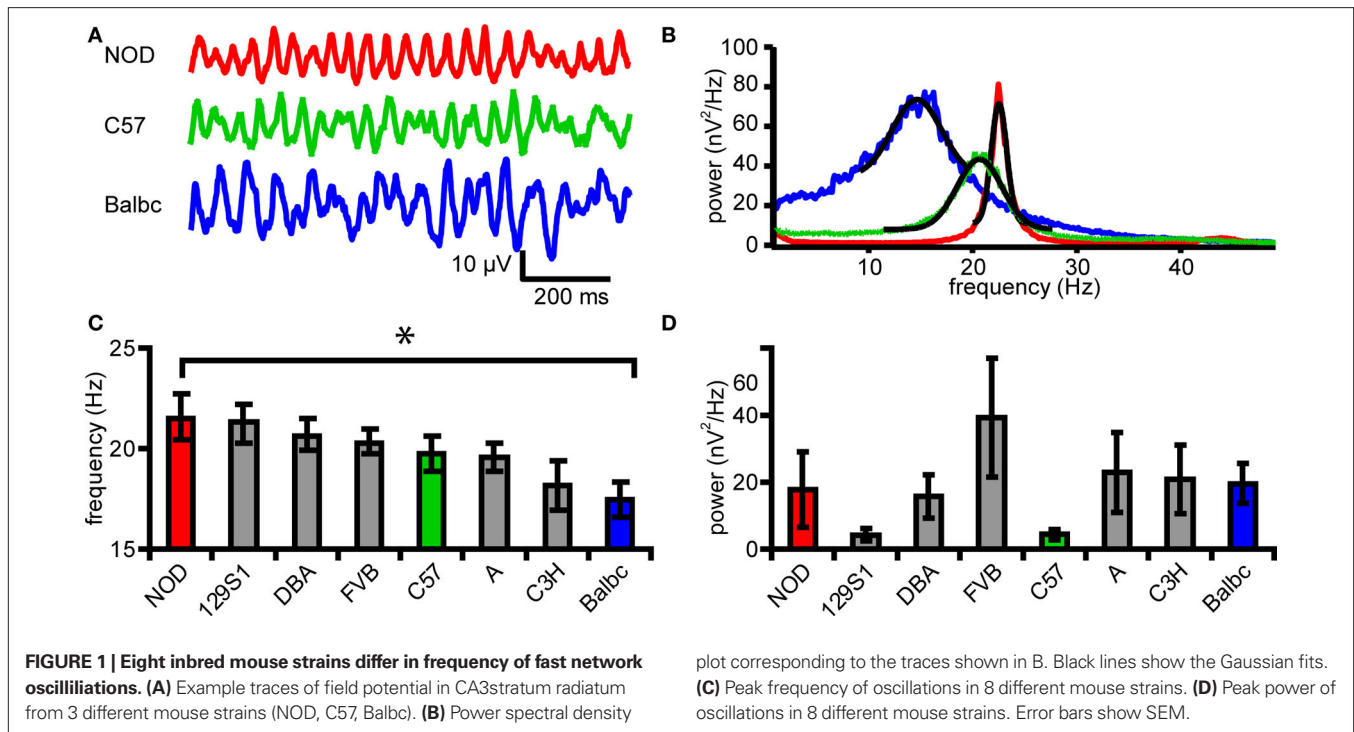 A
NOD
C57
Balbc
10 µV
200 ms
B
100
80
60
40
20
0
power (nV²/Hz)
10
20
30
40
frequency (Hz)
C
*
25
20
15
frequency (Hz)
NOD
129S1
DBA
FVB
C57
A
C3H
Balbc
D
60
40
20
0
power (nV²/Hz)
NOD
129S1
DBA
FVB
C57
A
C3H
Balbc
FIGURE 1 | Eight inbred mouse strains differ in frequency of fast network
oscilliliations. (A) Example traces of field potential in CA3stratum radiatum
from 3 different mouse strains (NOD, C57, Balbc). (B) Power spectral density
plot corresponding to the traces shown in B. Black lines show the Gaussian fits.
(C) Peak frequency of oscillations in 8 different mouse strains. (D) Peak power of
oscillations in 8 different mouse strains. Error bars show SEM.